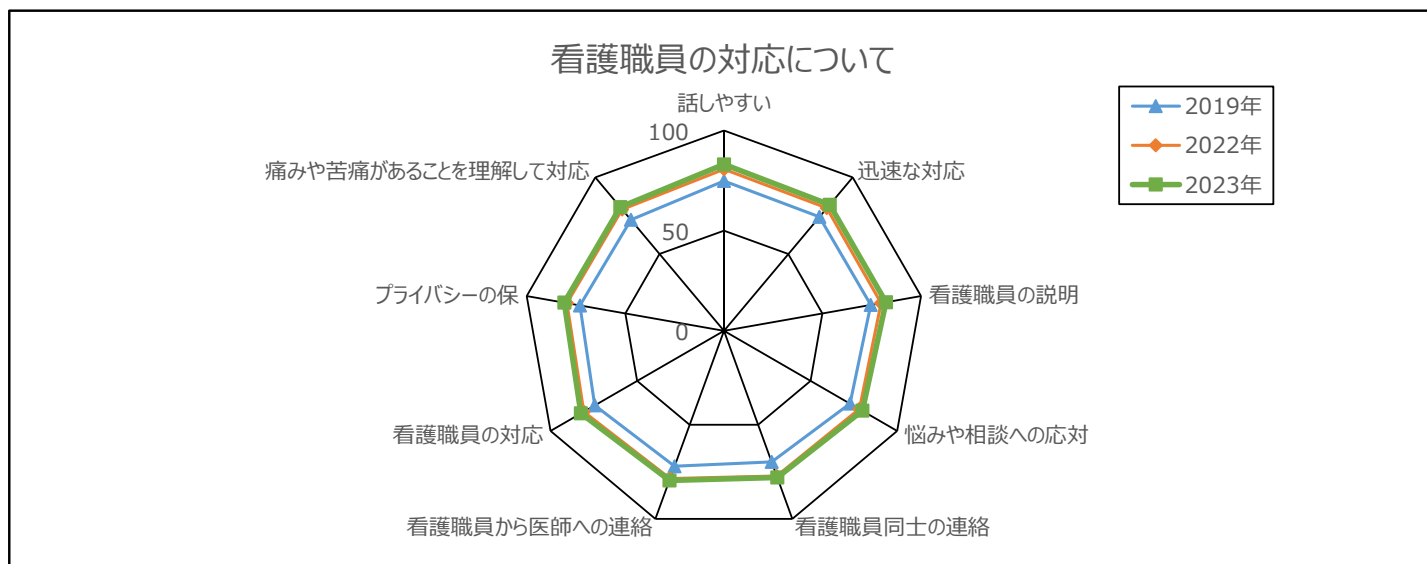 看護職員の対応について
話しやすい
迅速な対応
看護職員の説明
悩みや相談への応対
看護職員同士の連絡
看護職員から医師への連絡
看護職員の対応
プライバシーの保
痛みや苦痛があることを理解して対応
100
50
0
2019年
2022年
2023年